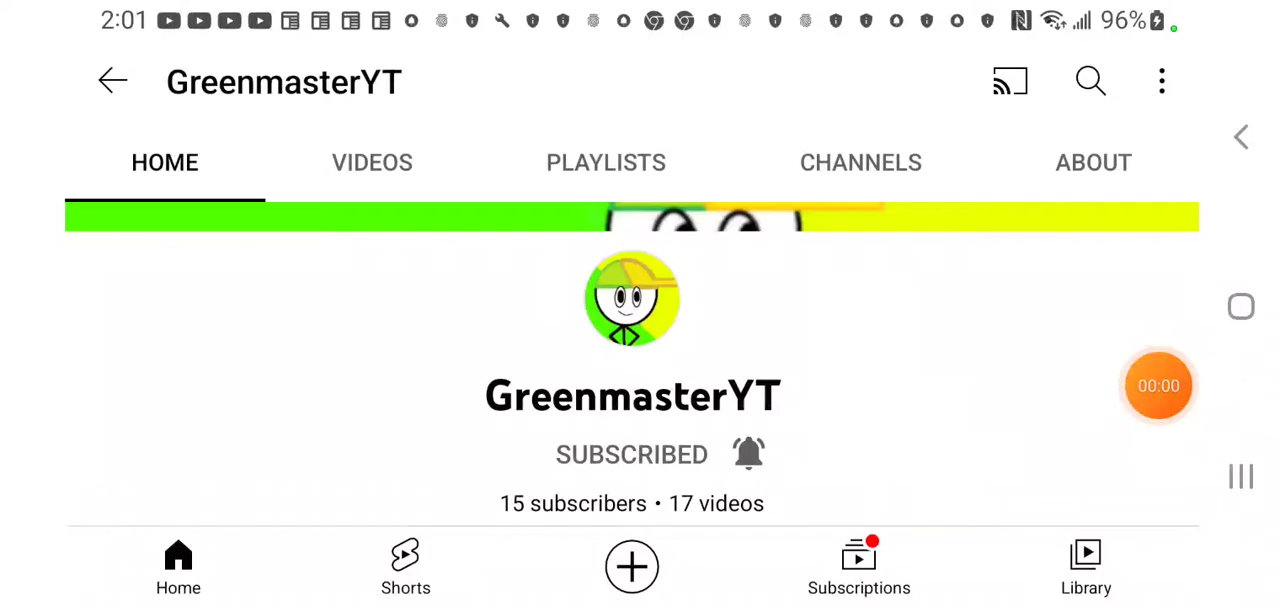 2:01 96%
GreenmasterYT
HOME VIDEOS PLAYLISTS CHANNELS ABOUT
GreenmasterYT
SUBSCRIBED
00:00
15 subscribers • 17 videos
Home Shorts Subscriptions Library